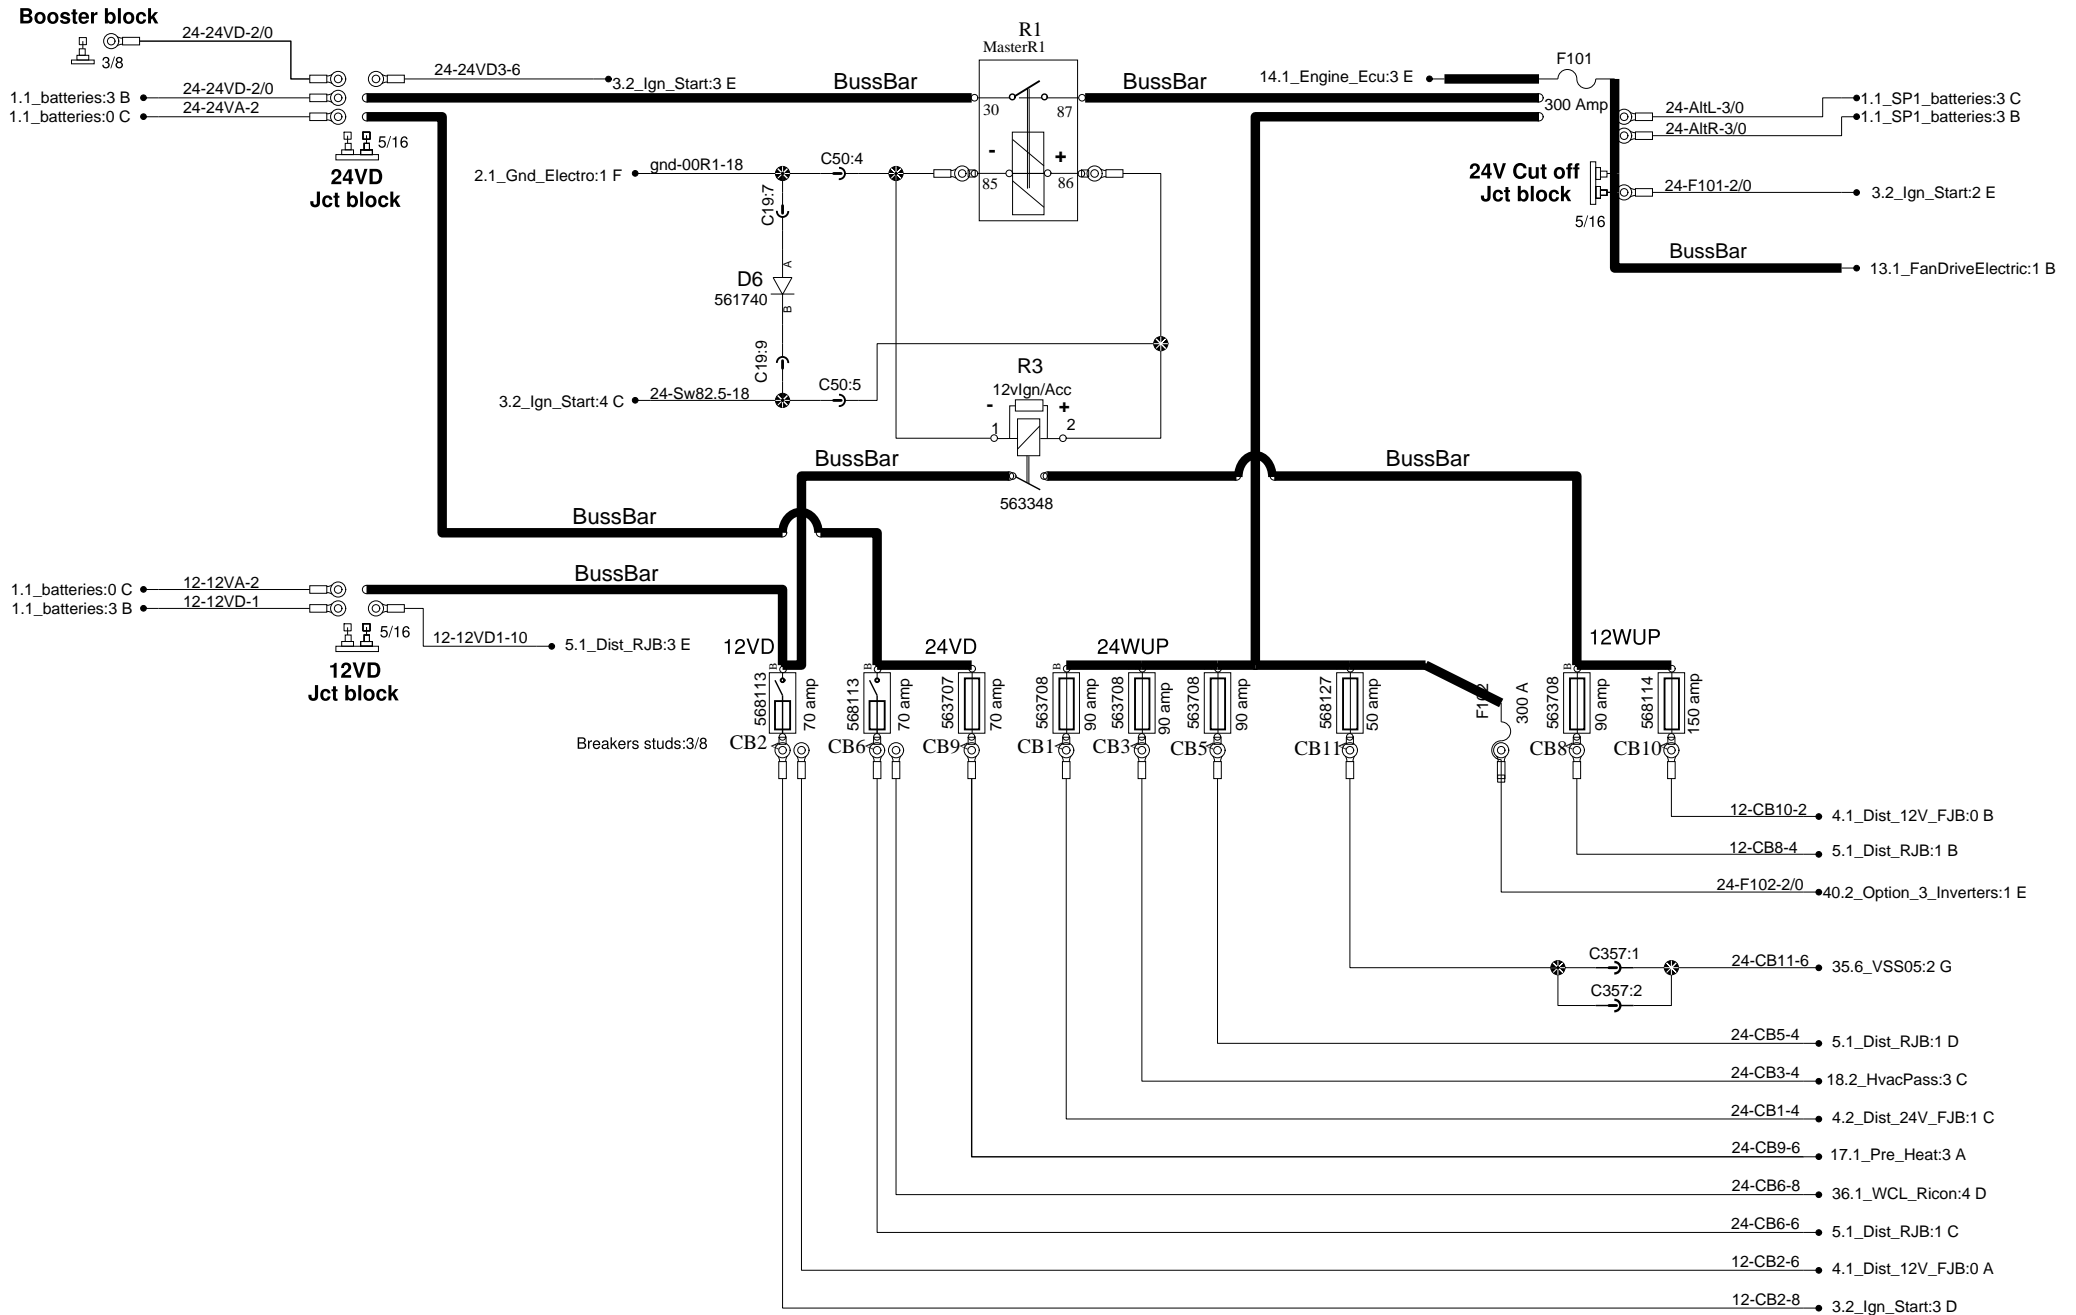 Booster block
24-24VD-2/0
3/8
24-24VD3-6
3.2_Ign_Start:3 E
1.1_batteries:3 B
24-24VD-2/0
1.1_batteries:0 C
24-24VA-2
5/16
24VD
Jct block
BussBar
R1
MasterR1
30
87
-
+
85
86
BussBar
14.1_Engine_Ecu:3 E
F101
300 Amp
24-AltL-3/0
1.1_SP1_batteries:3 C
24-AltR-3/0
1.1_SP1_batteries:3 B
24V Cut off
Jct block
5/16
24-F101-2/0
3.2_Ign_Start:2 E
BussBar
13.1_FanDriveElectric:1 B
2.1_Gnd_Electro:1 F
gnd-00R1-18
C50:4
C19:7
A
D6
561740
B
C19:9
3.2_Ign_Start:4 C
24-Sw82.5-18
C50:5
R3
12vIgn/Acc
-
+
1
2
563348
BussBar
BussBar
BussBar
1.1_batteries:0 C
12-12VA-2
1.1_batteries:3 B
12-12VD-1
5/16
12VD
Jct block
BussBar
12-12VD1-10
5.1_Dist_RJB:3 E
12VD
24VD
24WUP
12WUP
B
568113
70 amp
B
568113
70 amp
563707
70 amp
563708
90 amp
563708
90 amp
563708
90 amp
568127
50 amp
F102
300 A
B
563708
90 amp
568114
150 amp
Breakers studs:3/8
CB2
CB6
CB9
CB1
CB3
CB5
CB11
CB8
CB10
12-CB10-2
4.1_Dist_12V_FJB:0 B
12-CB8-4
5.1_Dist_RJB:1 B
24-F102-2/0
40.2_Option_3_Inverters:1 E
C357:1
24-CB11-6
35.6_VSS05:2 G
C357:2
24-CB5-4
5.1_Dist_RJB:1 D
24-CB3-4
18.2_HvacPass:3 C
24-CB1-4
4.2_Dist_24V_FJB:1 C
24-CB9-6
17.1_Pre_Heat:3 A
24-CB6-8
36.1_WCL_Ricon:4 D
24-CB6-6
5.1_Dist_RJB:1 C
12-CB2-6
4.1_Dist_12V_FJB:0 A
12-CB2-8
3.2_Ign_Start:3 D